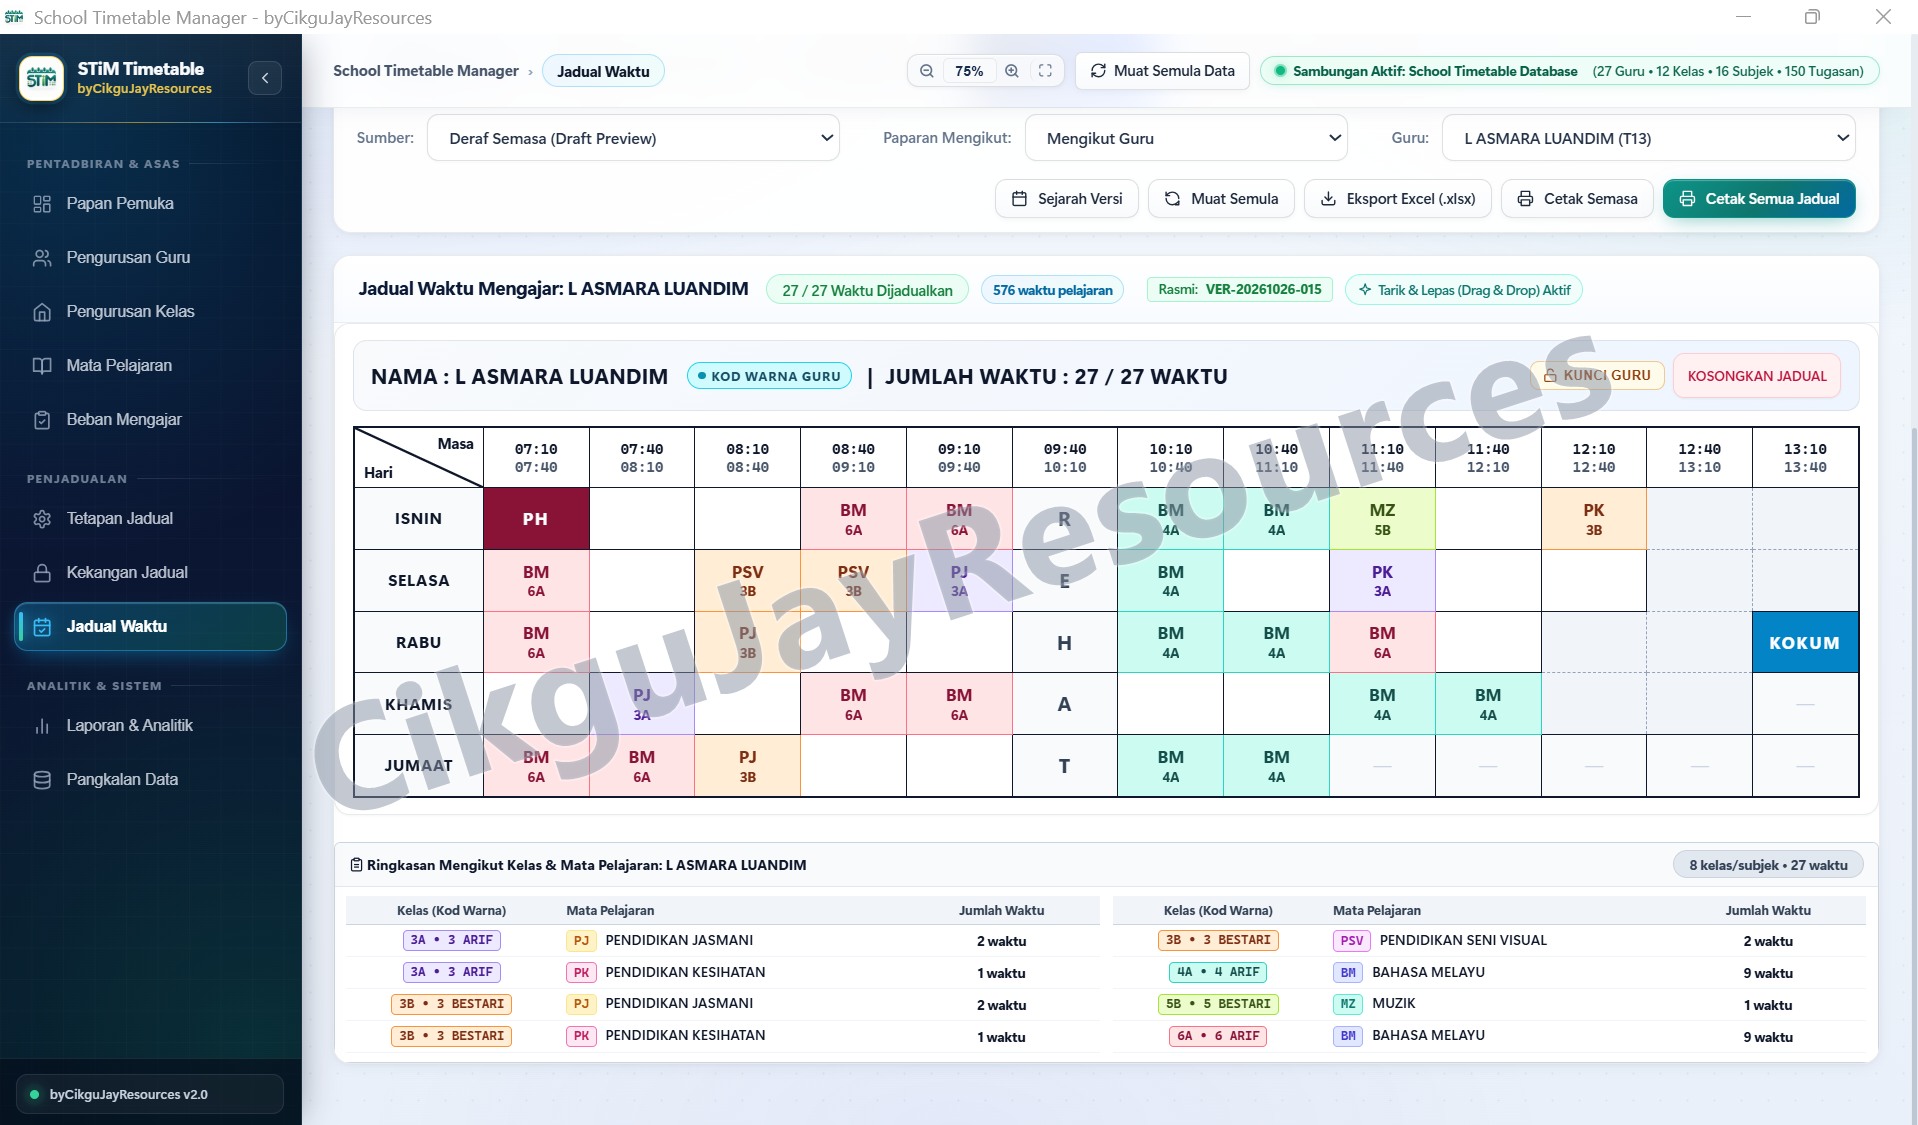 School Timetable Manager - byCikguJayResources
STiM Timetable
byCikguJayResources
School Timetable Manager › Jadual Waktu
75%
Muat Semula Data
Sambungan Aktif: School Timetable Database (27 Guru • 12 Kelas • 16 Subjek • 150 Tugasan)
PENTADBIRAN & ASAS
Papan Pemuka
Pengurusan Guru
Pengurusan Kelas
Mata Pelajaran
Beban Mengajar
PENJADUALAN
Tetapan Jadual
Kekangan Jadual
Jadual Waktu
ANALITIK & SISTEM
Laporan & Analitik
Pangkalan Data
byCikguJayResources v2.0
Sumber: Deraf Semasa (Draft Preview) Paparan Mengikut: Mengikut Guru Guru: L ASMARA LUANDIM (T13)
Sejarah Versi Muat Semula Eksport Excel (.xlsx) Cetak Semasa Cetak Semua Jadual
Jadual Waktu Mengajar: L ASMARA LUANDIM 27 / 27 Waktu Dijadualkan 576 waktu pelajaran Rasmi: VER-20261026-015 Tarik & Lepas (Drag & Drop) Aktif
NAMA : L ASMARA LUANDIM KOD WARNA GURU | JUMLAH WAKTU : 27 / 27 WAKTU KUNCI GURU KOSONGKAN JADUAL
Masa 07:10 07:40 08:10 08:40 09:10 09:40 10:10 10:40 11:10 11:40 12:10 12:40 13:10
Hari 07:40 08:10 08:40 09:10 09:40 10:10 10:40 11:10 11:40 12:10 12:40 13:10 13:40
ISNIN PH BM BM R BM BM MZ PK
6A 6A 4A 4A 5B 3B
SELASA BM PSV PSV PJ E BM PK
6A 3B 3B 3A 4A 3A
RABU BM PJ H BM BM BM KOKUM
6A 3B 4A 4A 6A
KHAMIS PJ BM BM A BM BM —
3A 6A 6A 4A 4A
JUMAAT BM BM PJ T BM BM — — — — —
6A 6A 3B 4A 4A
CikguJayResources
Ringkasan Mengikut Kelas & Mata Pelajaran: L ASMARA LUANDIM 8 kelas/subjek • 27 waktu
Kelas (Kod Warna) Mata Pelajaran Jumlah Waktu Kelas (Kod Warna) Mata Pelajaran Jumlah Waktu
3A • 3 ARIF PJ PENDIDIKAN JASMANI 2 waktu 3B • 3 BESTARI PSV PENDIDIKAN SENI VISUAL 2 waktu
3A • 3 ARIF PK PENDIDIKAN KESIHATAN 1 waktu 4A • 4 ARIF BM BAHASA MELAYU 9 waktu
3B • 3 BESTARI PJ PENDIDIKAN JASMANI 2 waktu 5B • 5 BESTARI MZ MUZIK 1 waktu
3B • 3 BESTARI PK PENDIDIKAN KESIHATAN 1 waktu 6A • 6 ARIF BM BAHASA MELAYU 9 waktu